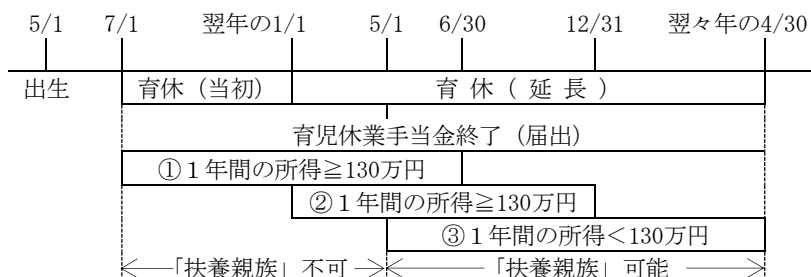 5/1 7/1 翌年の1/1 5/1 6/30 12/31 翌々年の4/30
出生 育休（当初） 育休（延長）
育児休業手当金終了（届出）
①１年間の所得≧130万円
②１年間の所得≧130万円
③１年間の所得＜130万円
「扶養親族」不可 「扶養親族」可能